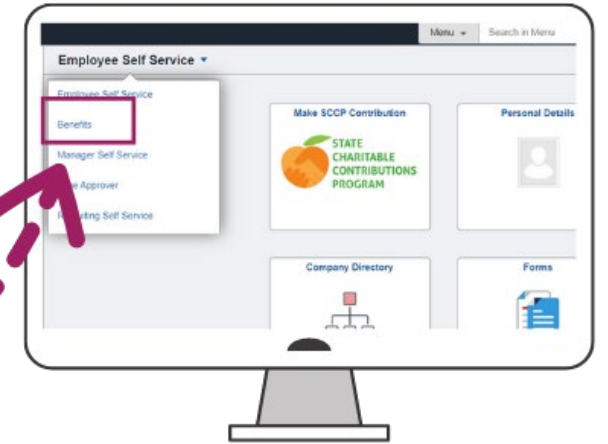 Menu
Search in Menu
Employee Self Service
Employee Self Service
Benefits
Manager Self Service
Approver
Self Service
Make SCCP Contribution
STATE
CHARITABLE
CONTRIBUTIONS
PROGRAM
Personal Details
Company Directory
Forms